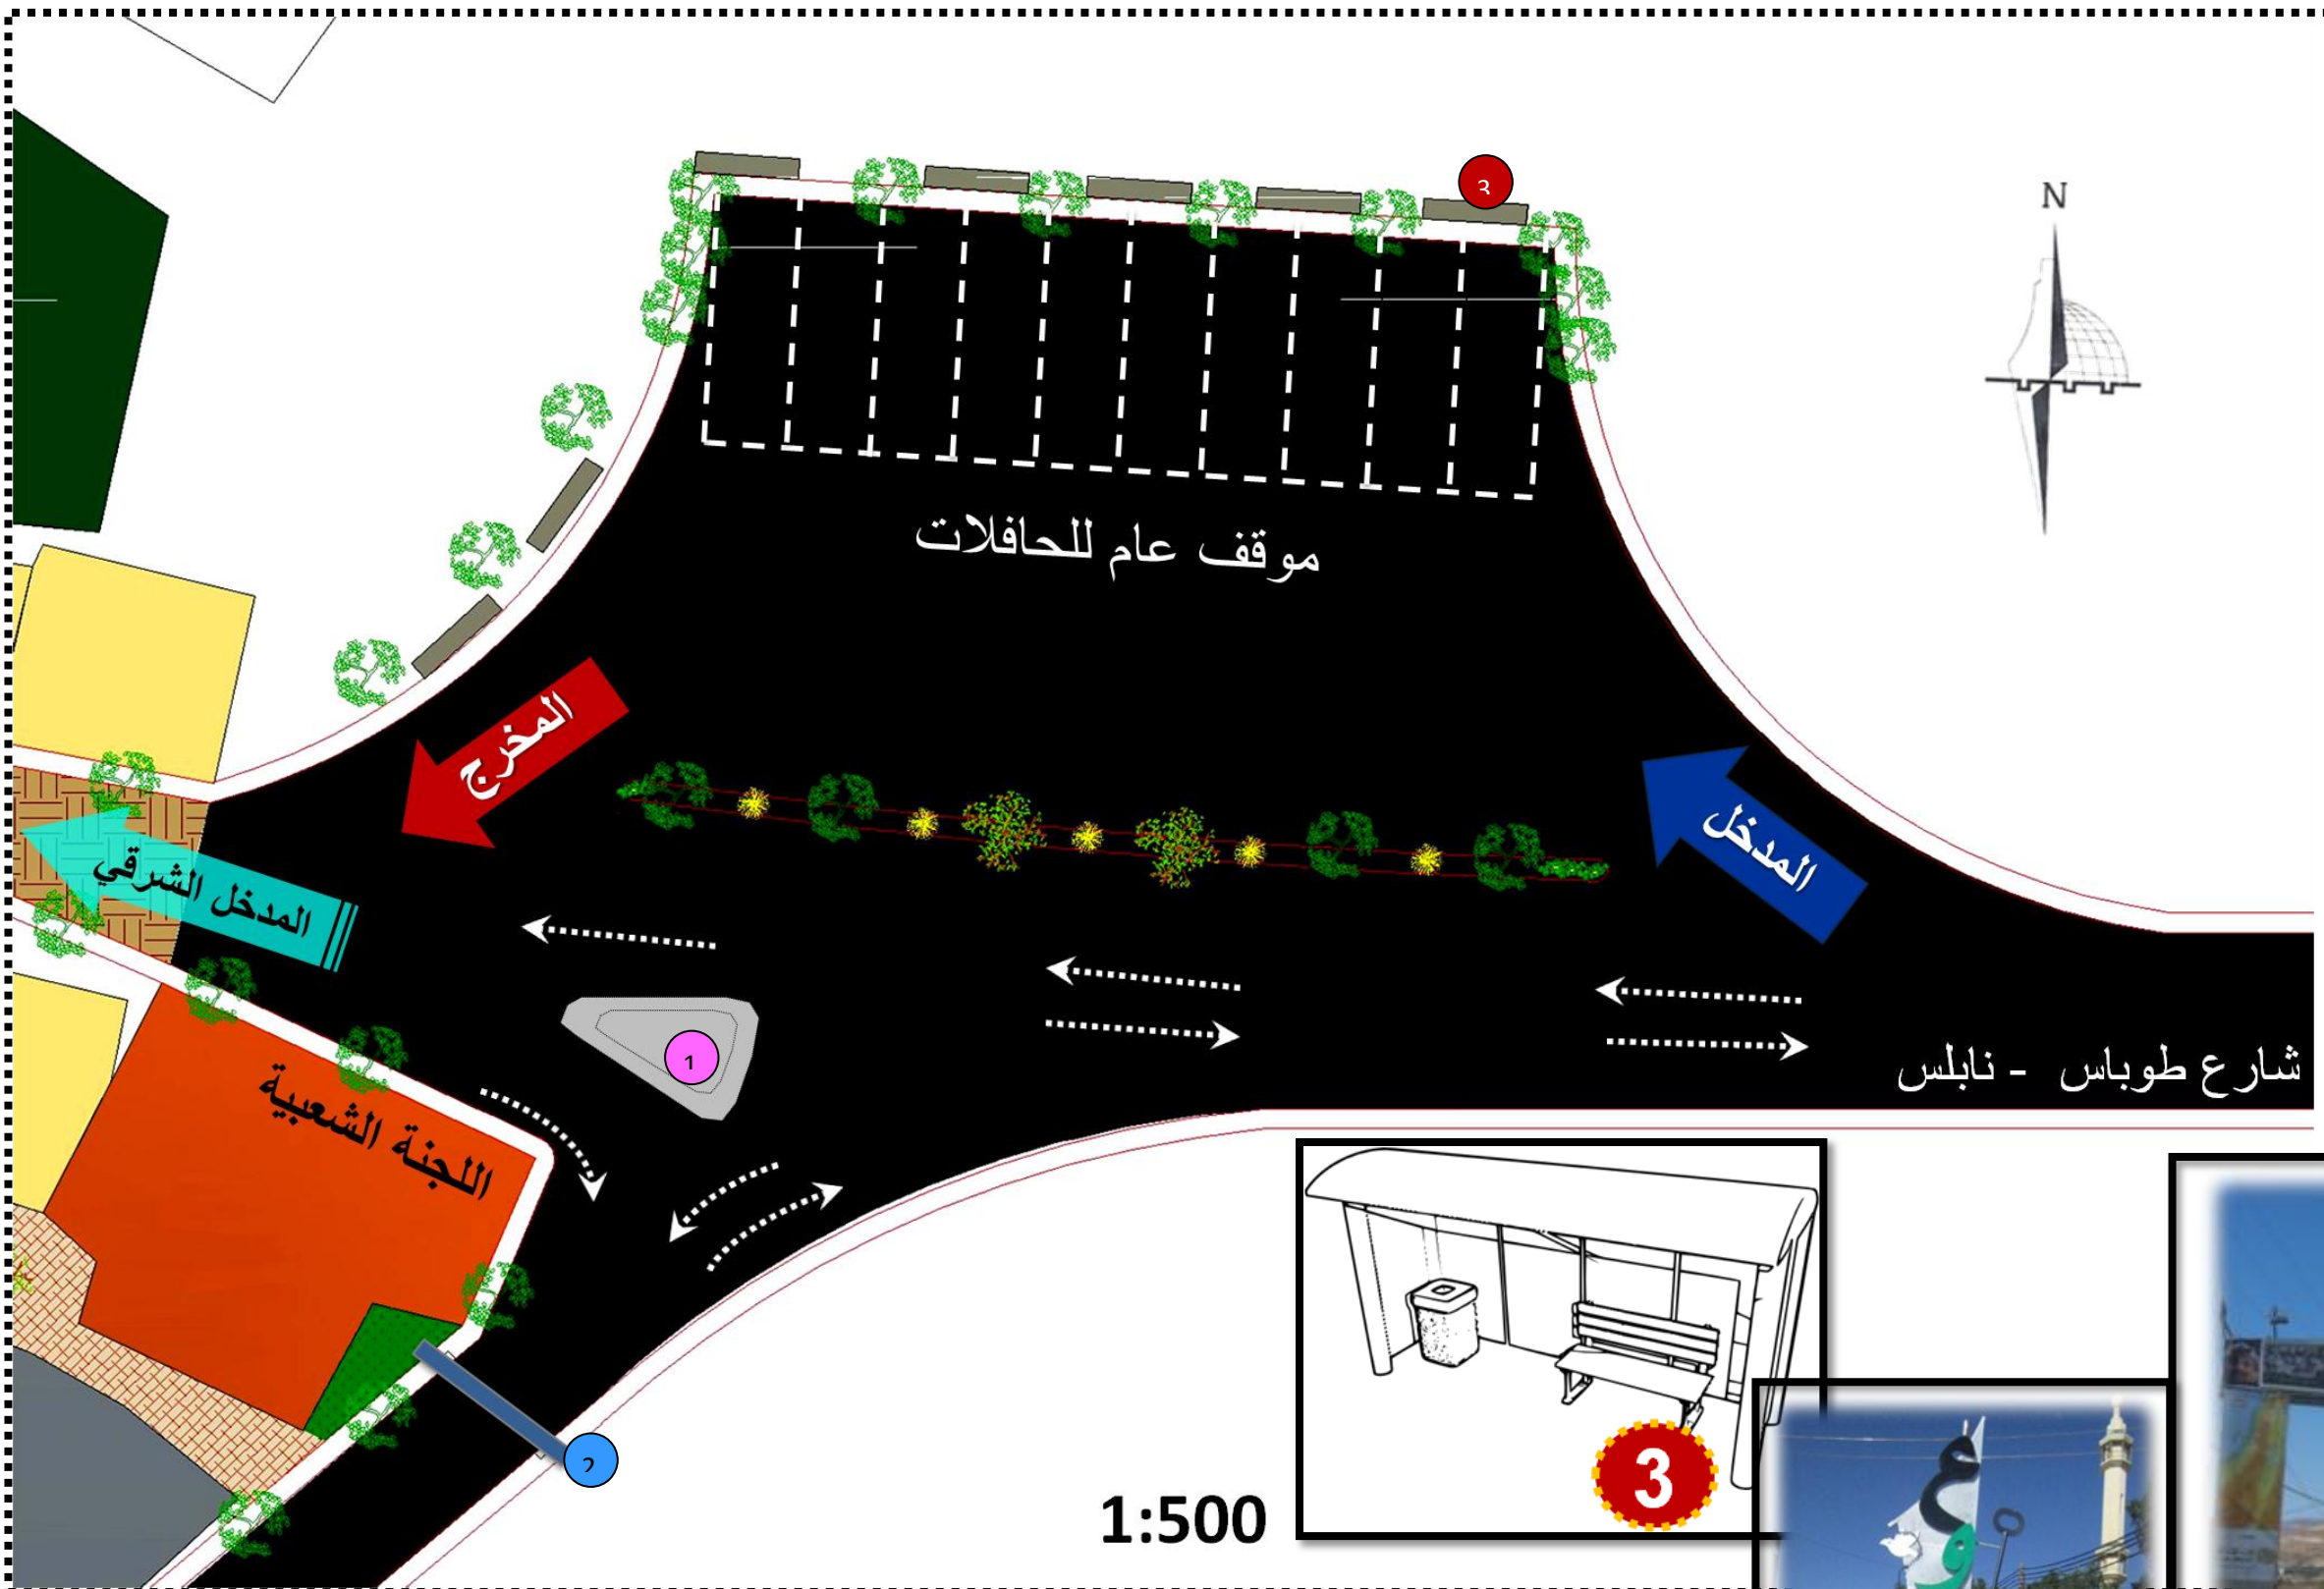 3
N
موقف عام للحافلات
المخرج
المدخل
المدخل الشرقي
1
شارع طوباس - نابلس
اللجنة الشعبية
2
3
1:500